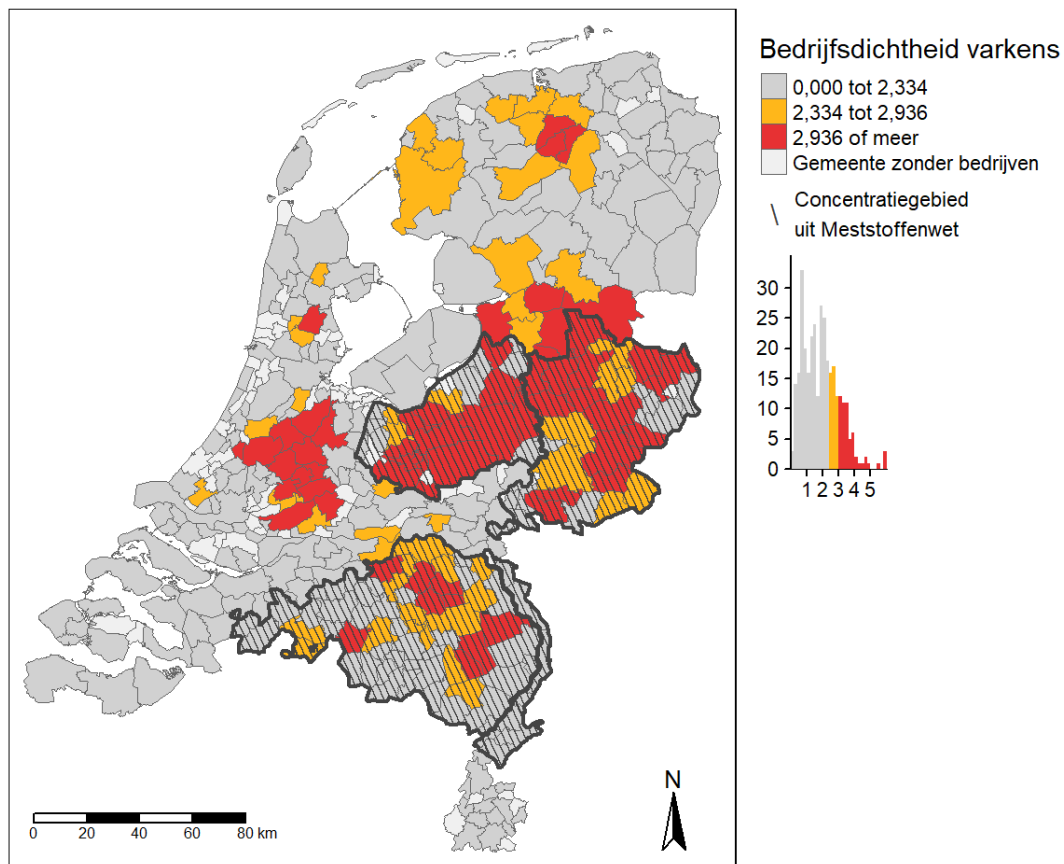 Bedrijfsdichtheid varkens
0,000 tot 2,334
2,334 tot 2,936
2,936 of meer
Gemeente zonder bedrijven
Concentratiegebied
uit Meststoffenwet
30
25
20
15
10
5
0
1 2 3 4 5
N
0 20 40 60 80 km